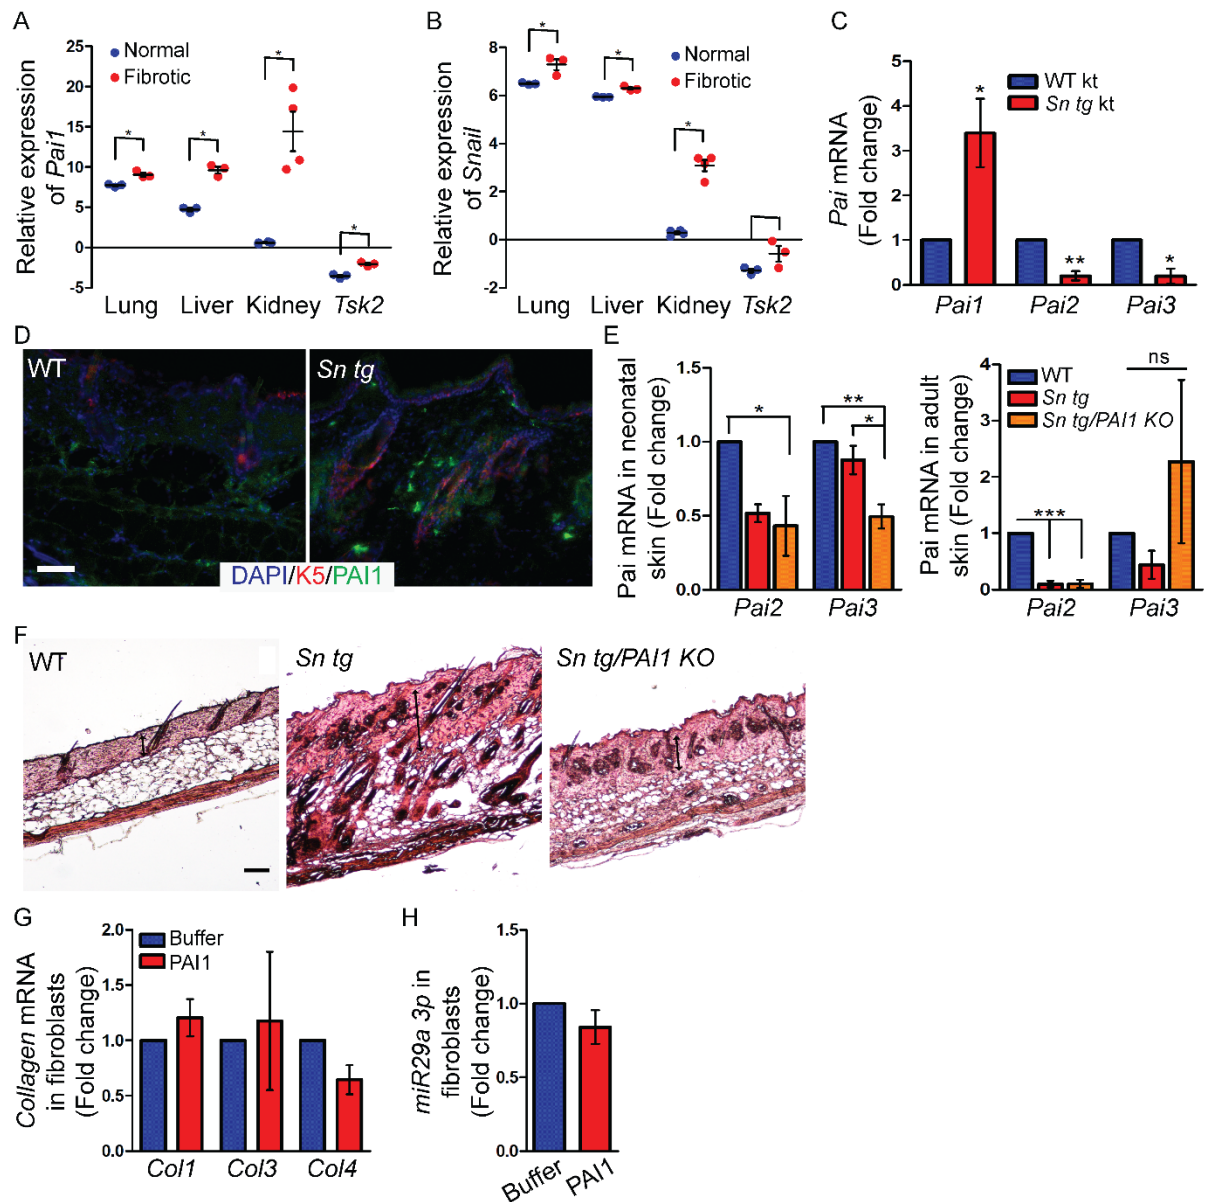 A
Relative expression
of Pai1
25
20
15
10
5
0
-5
Normal
Fibrotic
*
*
*
*
Lung
Liver
Kidney
Tsk2
B
Relative expression
of Snail
8
6
4
2
0
-2
Normal
Fibrotic
*
*
*
Lung
Liver
Kidney
Tsk2
C
Pai mRNA
(Fold change)
6
5
4
3
2
1
0
WT kt
Sn tg kt
*
**
*
Pai1
Pai2
Pai3
D
WT
Sn tg
DAPI/K5/PAI1
E
Pai mRNA in neonatal
skin (Fold change)
1.5
1.0
0.5
0.0
*
**
*
Pai2
Pai3
Pai mRNA in adult
skin (Fold change)
4
3
2
1
0
WT
Sn tg
Sn tg/PAI1 KO
ns
***
Pai2
Pai3
F
WT
Sn tg
Sn tg/PAI1 KO
G
Collagen mRNA
in fibroblasts
(Fold change)
2.0
1.5
1.0
0.5
0.0
Buffer
PAI1
Col1
Col3
Col4
H
miR29a 3p in
fibroblasts
(Fold change)
1.5
1.0
0.5
0.0
Buffer
PAI1